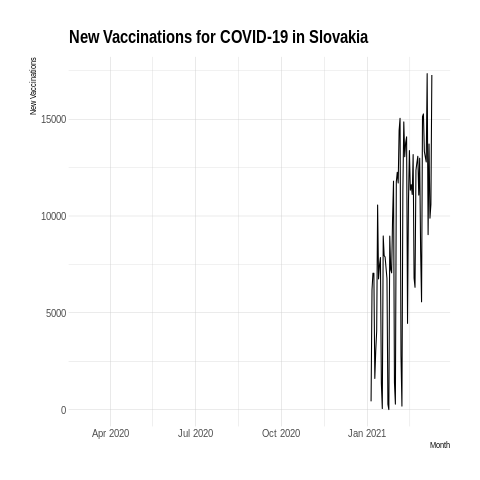 New Vaccinations for COVID-19 in Slovakia
New Vaccinations
15000
10000
5000
0
Apr 2020
Jul 2020
Oct 2020
Jan 2021
Month